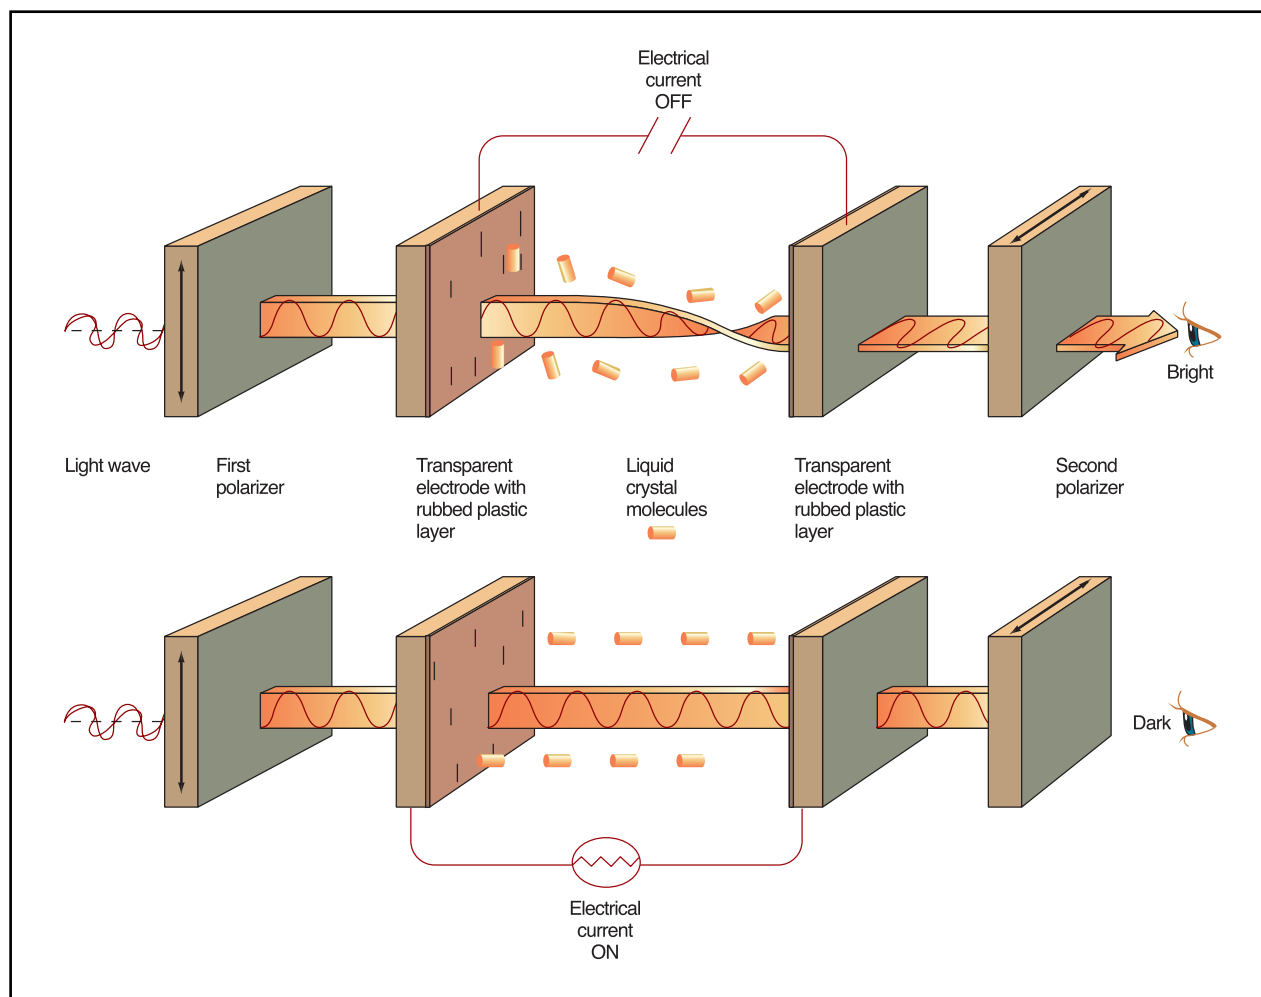 Electrical
current
OFF
Bright
Light wave
First
polarizer
Transparent
electrode with
rubbed plastic
layer
Liquid
crystal
molecules
Transparent
electrode with
rubbed plastic
layer
Second
polarizer
Dark
Electrical
current
ON